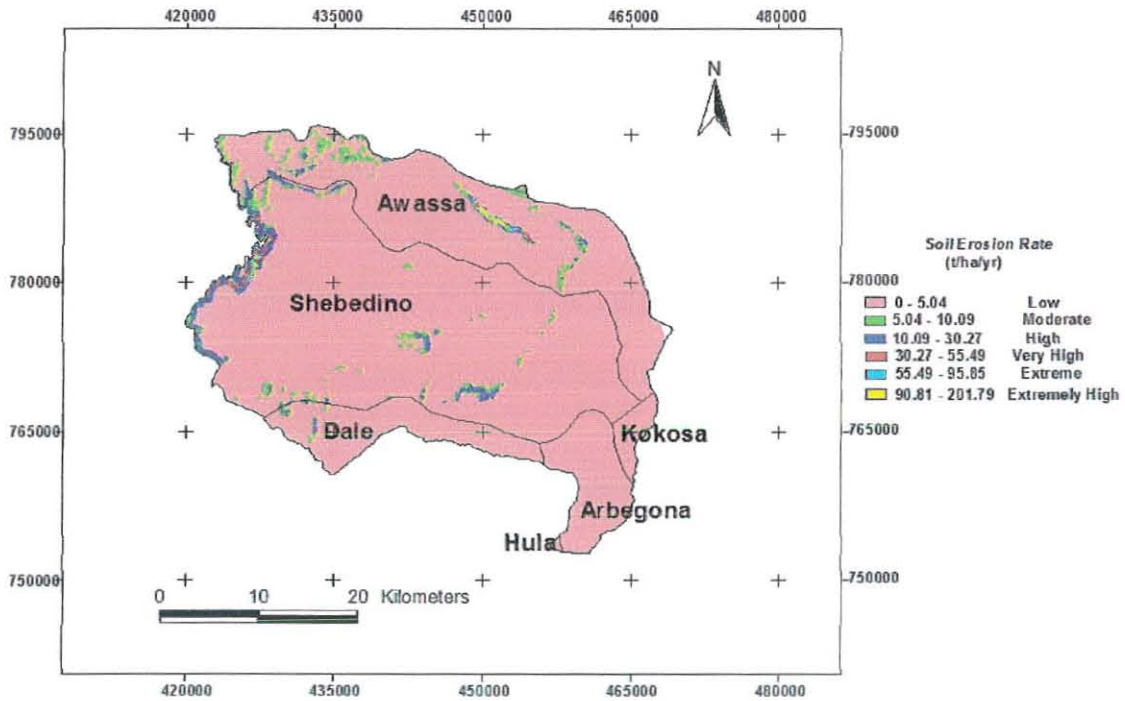 420000 435000 450000 465000 480000
N
795000 795000
Awassa
Soil Erosion Rate
(t/ha/yr)
780000 780000
Shebedino
0 - 5.04 Low
5.04 - 10.09 Moderate
10.09 - 30.27 High
30.27 - 55.49 Very High
55.49 - 95.85 Extreme
90.81 - 201.79 Extremely High
765000 Dale Kokosa 765000
Arbegona
Hula
750000 750000
0 10 20 Kilometers
420000 435000 450000 465000 480000